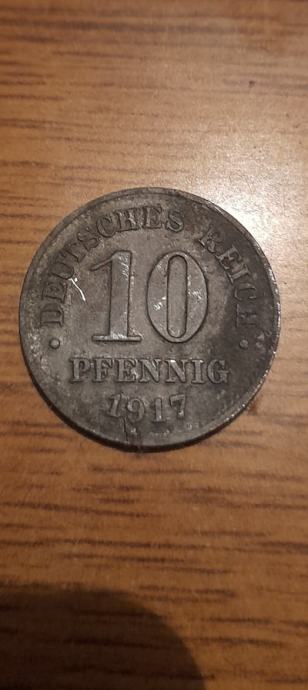 DEUTSCHES REICH
10
PFENNIG
1917